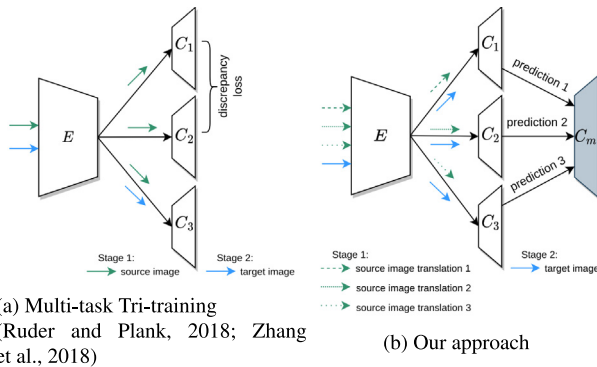 C1
discrepancy
loss
E
C2
C3
Stage 1:
source image
Stage 2:
target image
(a) Multi-task Tri-training
(Ruder and Plank, 2018; Zhang
et al., 2018)
C1
prediction 1
E
C2
prediction 2
Cm
prediction 3
C3
Stage 1:
source image translation 1
source image translation 2
source image translation 3
Stage 2:
target image
(b) Our approach